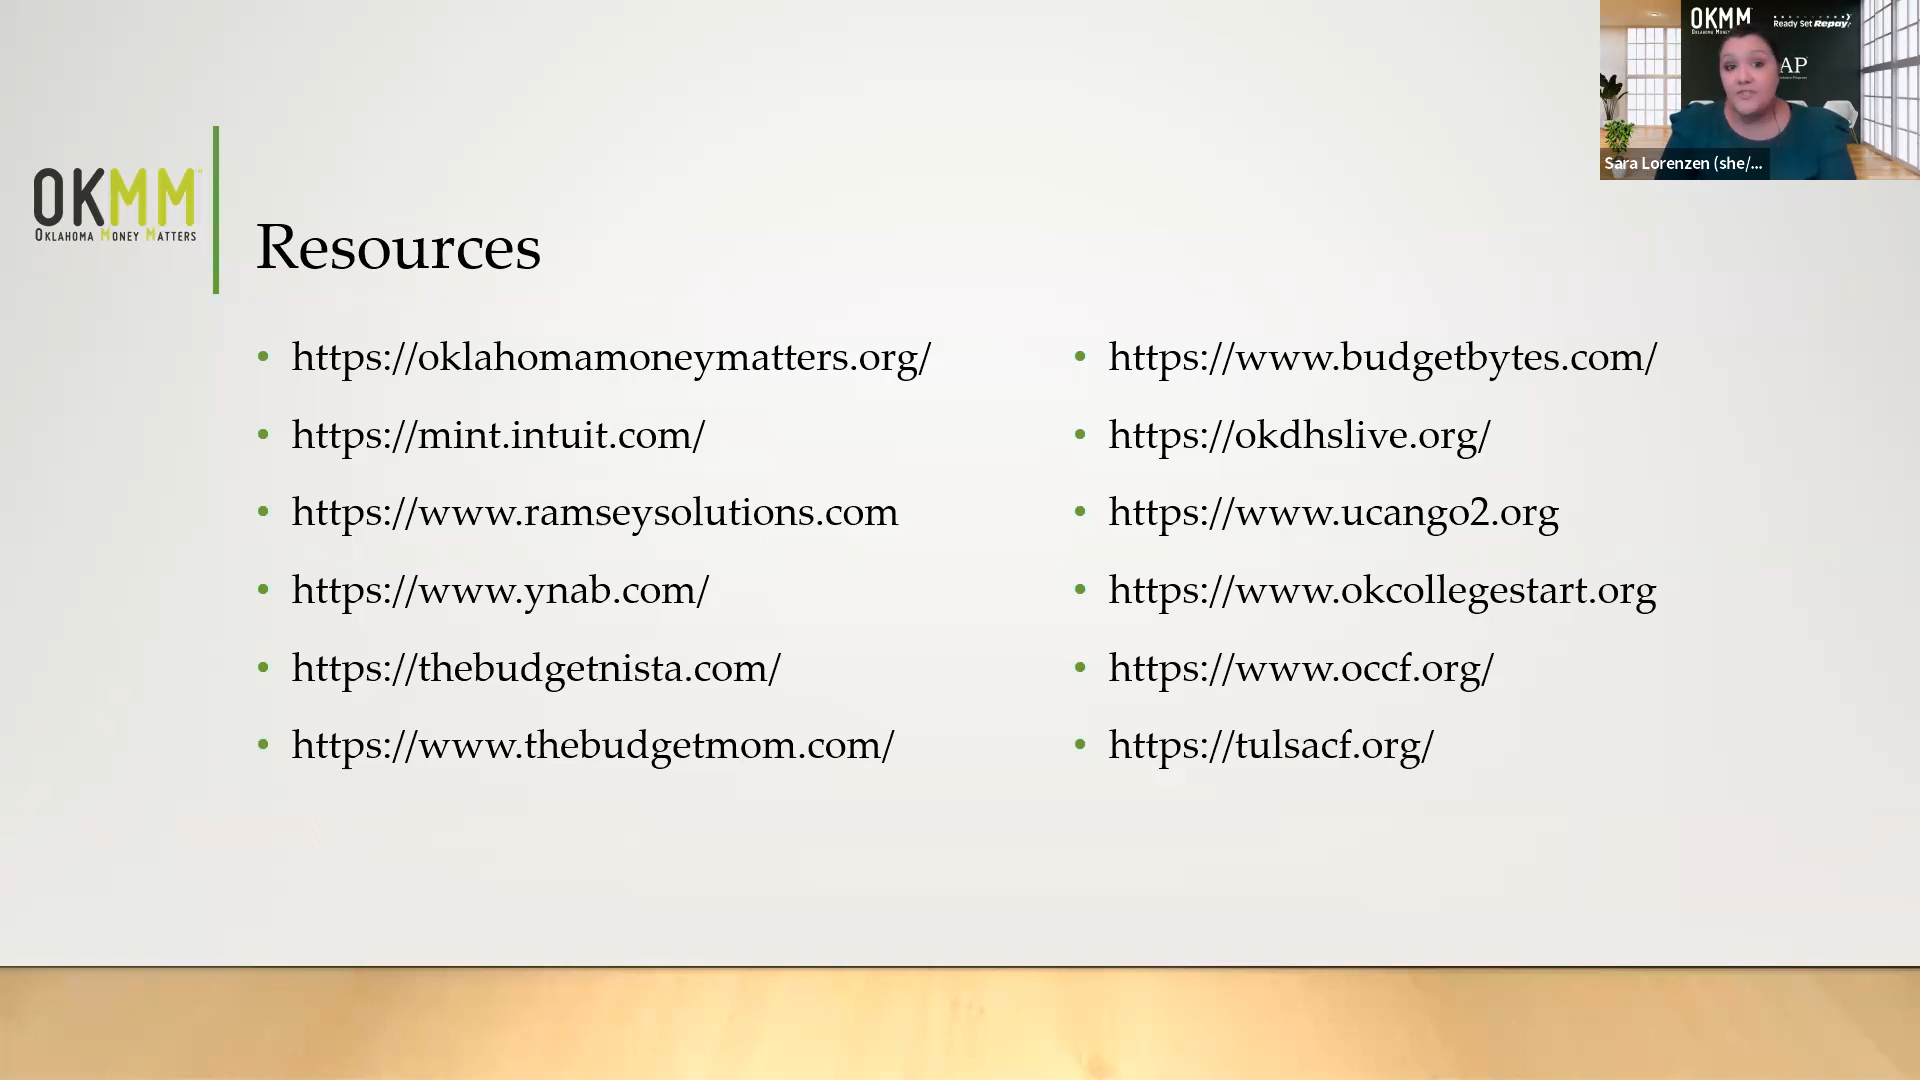 OKMM
OKLAHOMA MONEY MATTERS
Resources
https://oklahomamoneymatters.org/
https://mint.intuit.com/
https://www.ramseysolutions.com
https://www.ynab.com/
https://thebudgetnista.com/
https://www.thebudgetmom.com/
https://www.budgetbytes.com/
https://okdhslive.org/
https://www.ucango2.org
https://www.okcollegestart.org
https://www.occf.org/
https://tulsacf.org/
OKMM
OKLAHOMA MONEY
Ready Set Repay
AP
Sara Lorenzen (she/...